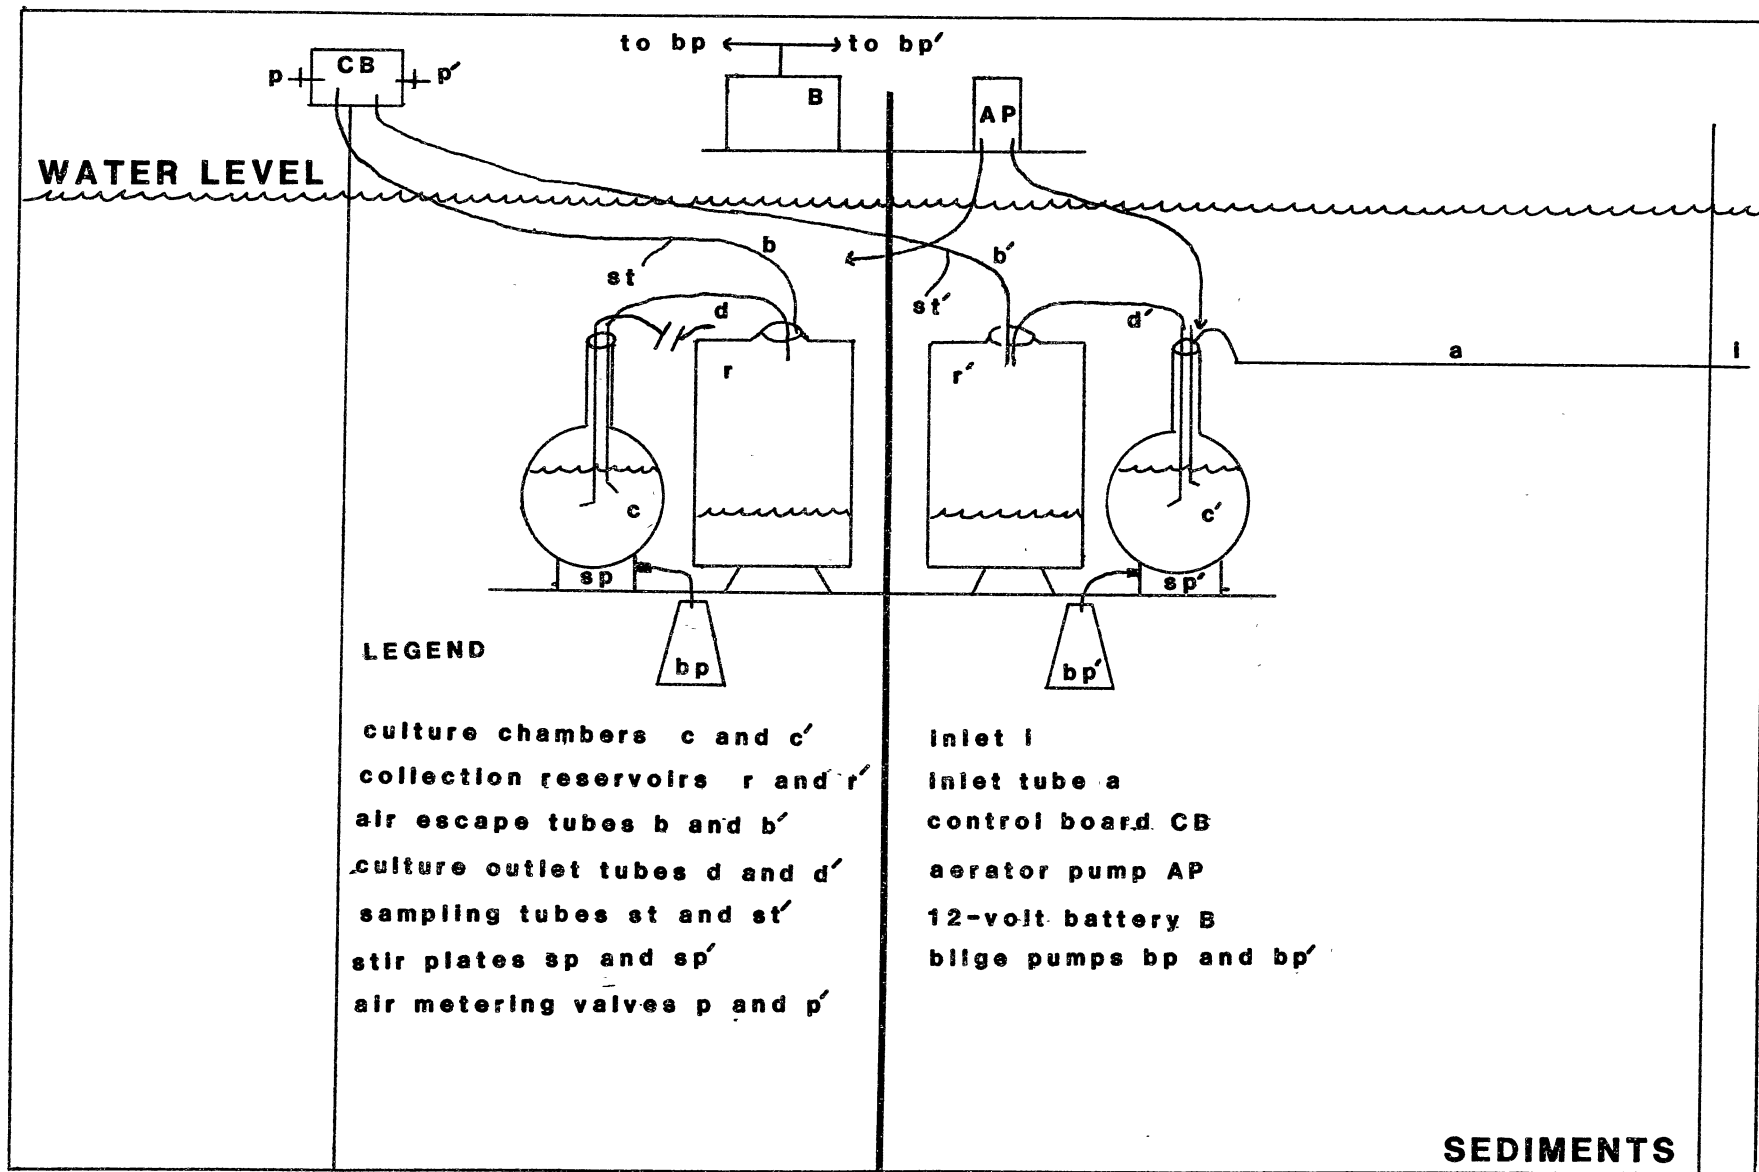 to bp to bp′
p CB p′
B
AP
WATER LEVEL
b
b′
st
st′
d
d′
r
r′
a
i
c
c′
sp
sp′
bp
bp′
LEGEND
culture chambers c and c′
collection reservoirs r and r′
air escape tubes b and b′
culture outlet tubes d and d′
sampling tubes st and st′
stir plates sp and sp′
air metering valves p and p′
inlet i
inlet tube a
control board CB
aerator pump AP
12-volt battery B
bilge pumps bp and bp′
SEDIMENTS